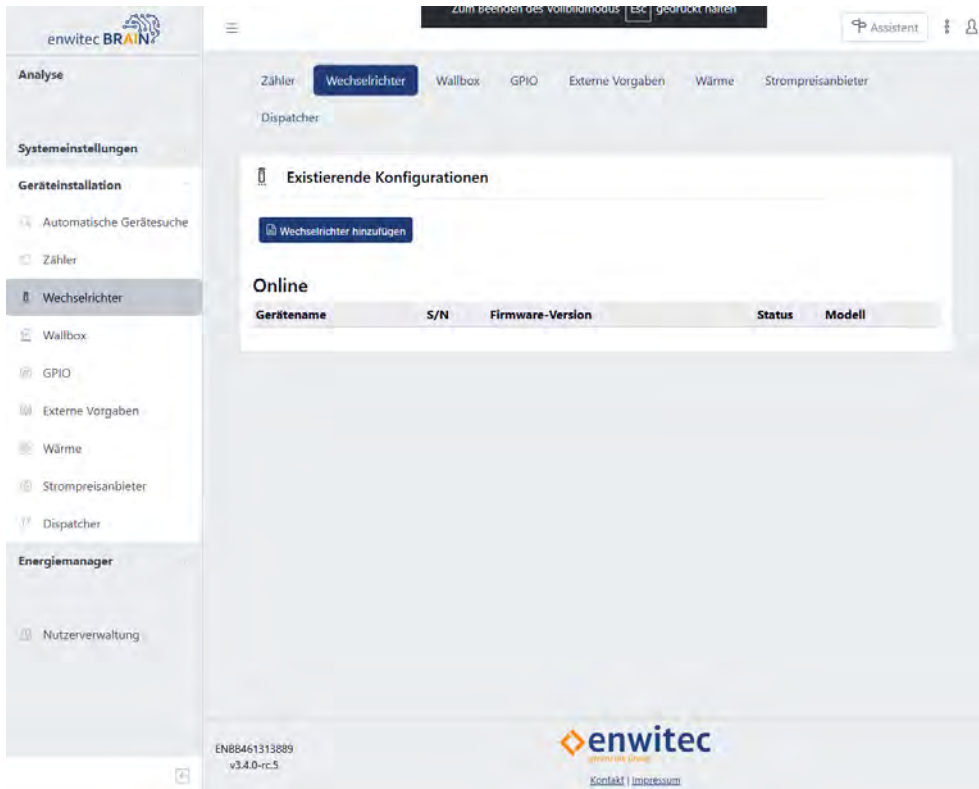 enwitec BRAIN
Zum Beenden des Vollbildmodus Esc gedrückt halten
Assistent
Analyse
Systemeinstellungen
Geräteinstallation
Automatische Gerätesuche
Zähler
Wechselrichter
Wallbox
GPIO
Externe Vorgaben
Wärme
Strompreisanbieter
Dispatcher
Energiemanager
Nutzerverwaltung
Zähler Wechselrichter Wallbox GPIO Externe Vorgaben Wärme Strompreisanbieter
Dispatcher
Existierende Konfigurationen
Wechselrichter hinzufügen
Online
Gerätename S/N Firmware-Version Status Modell
ENBB461313889
v3.4.0-rc.5
enwitec
Kontakt | Impressum